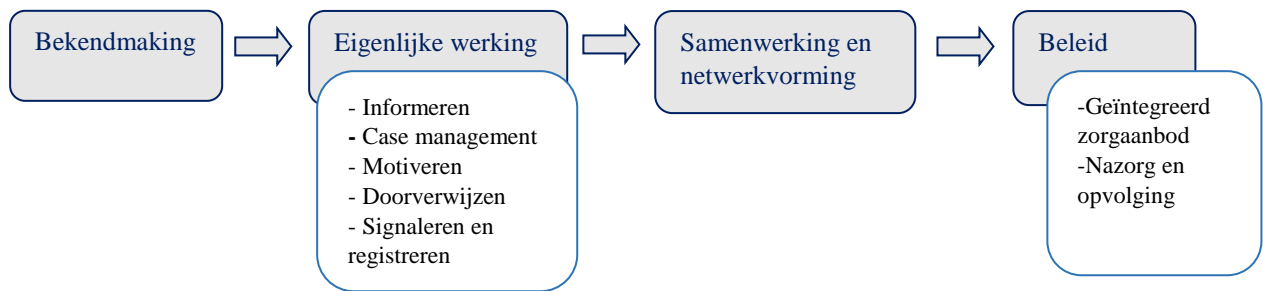 Bekendmaking
Eigenlijke werking
- Informeren
- Case management
- Motiveren
- Doorverwijzen
- Signaleren en
registreren
Samenwerking en
netwerkvorming
Beleid
-Geïntegreerd
zorgaanbod
-Nazorg en
opvolging